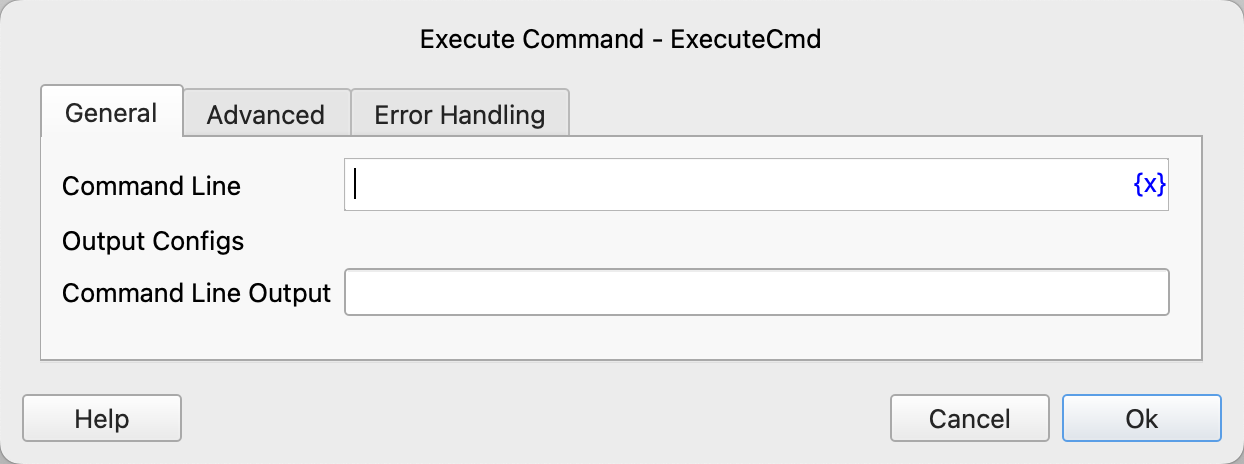 Execute Command - ExecuteCmd
General Advanced Error Handling
Command Line {x}
Output Configs
Command Line Output
Help Cancel Ok